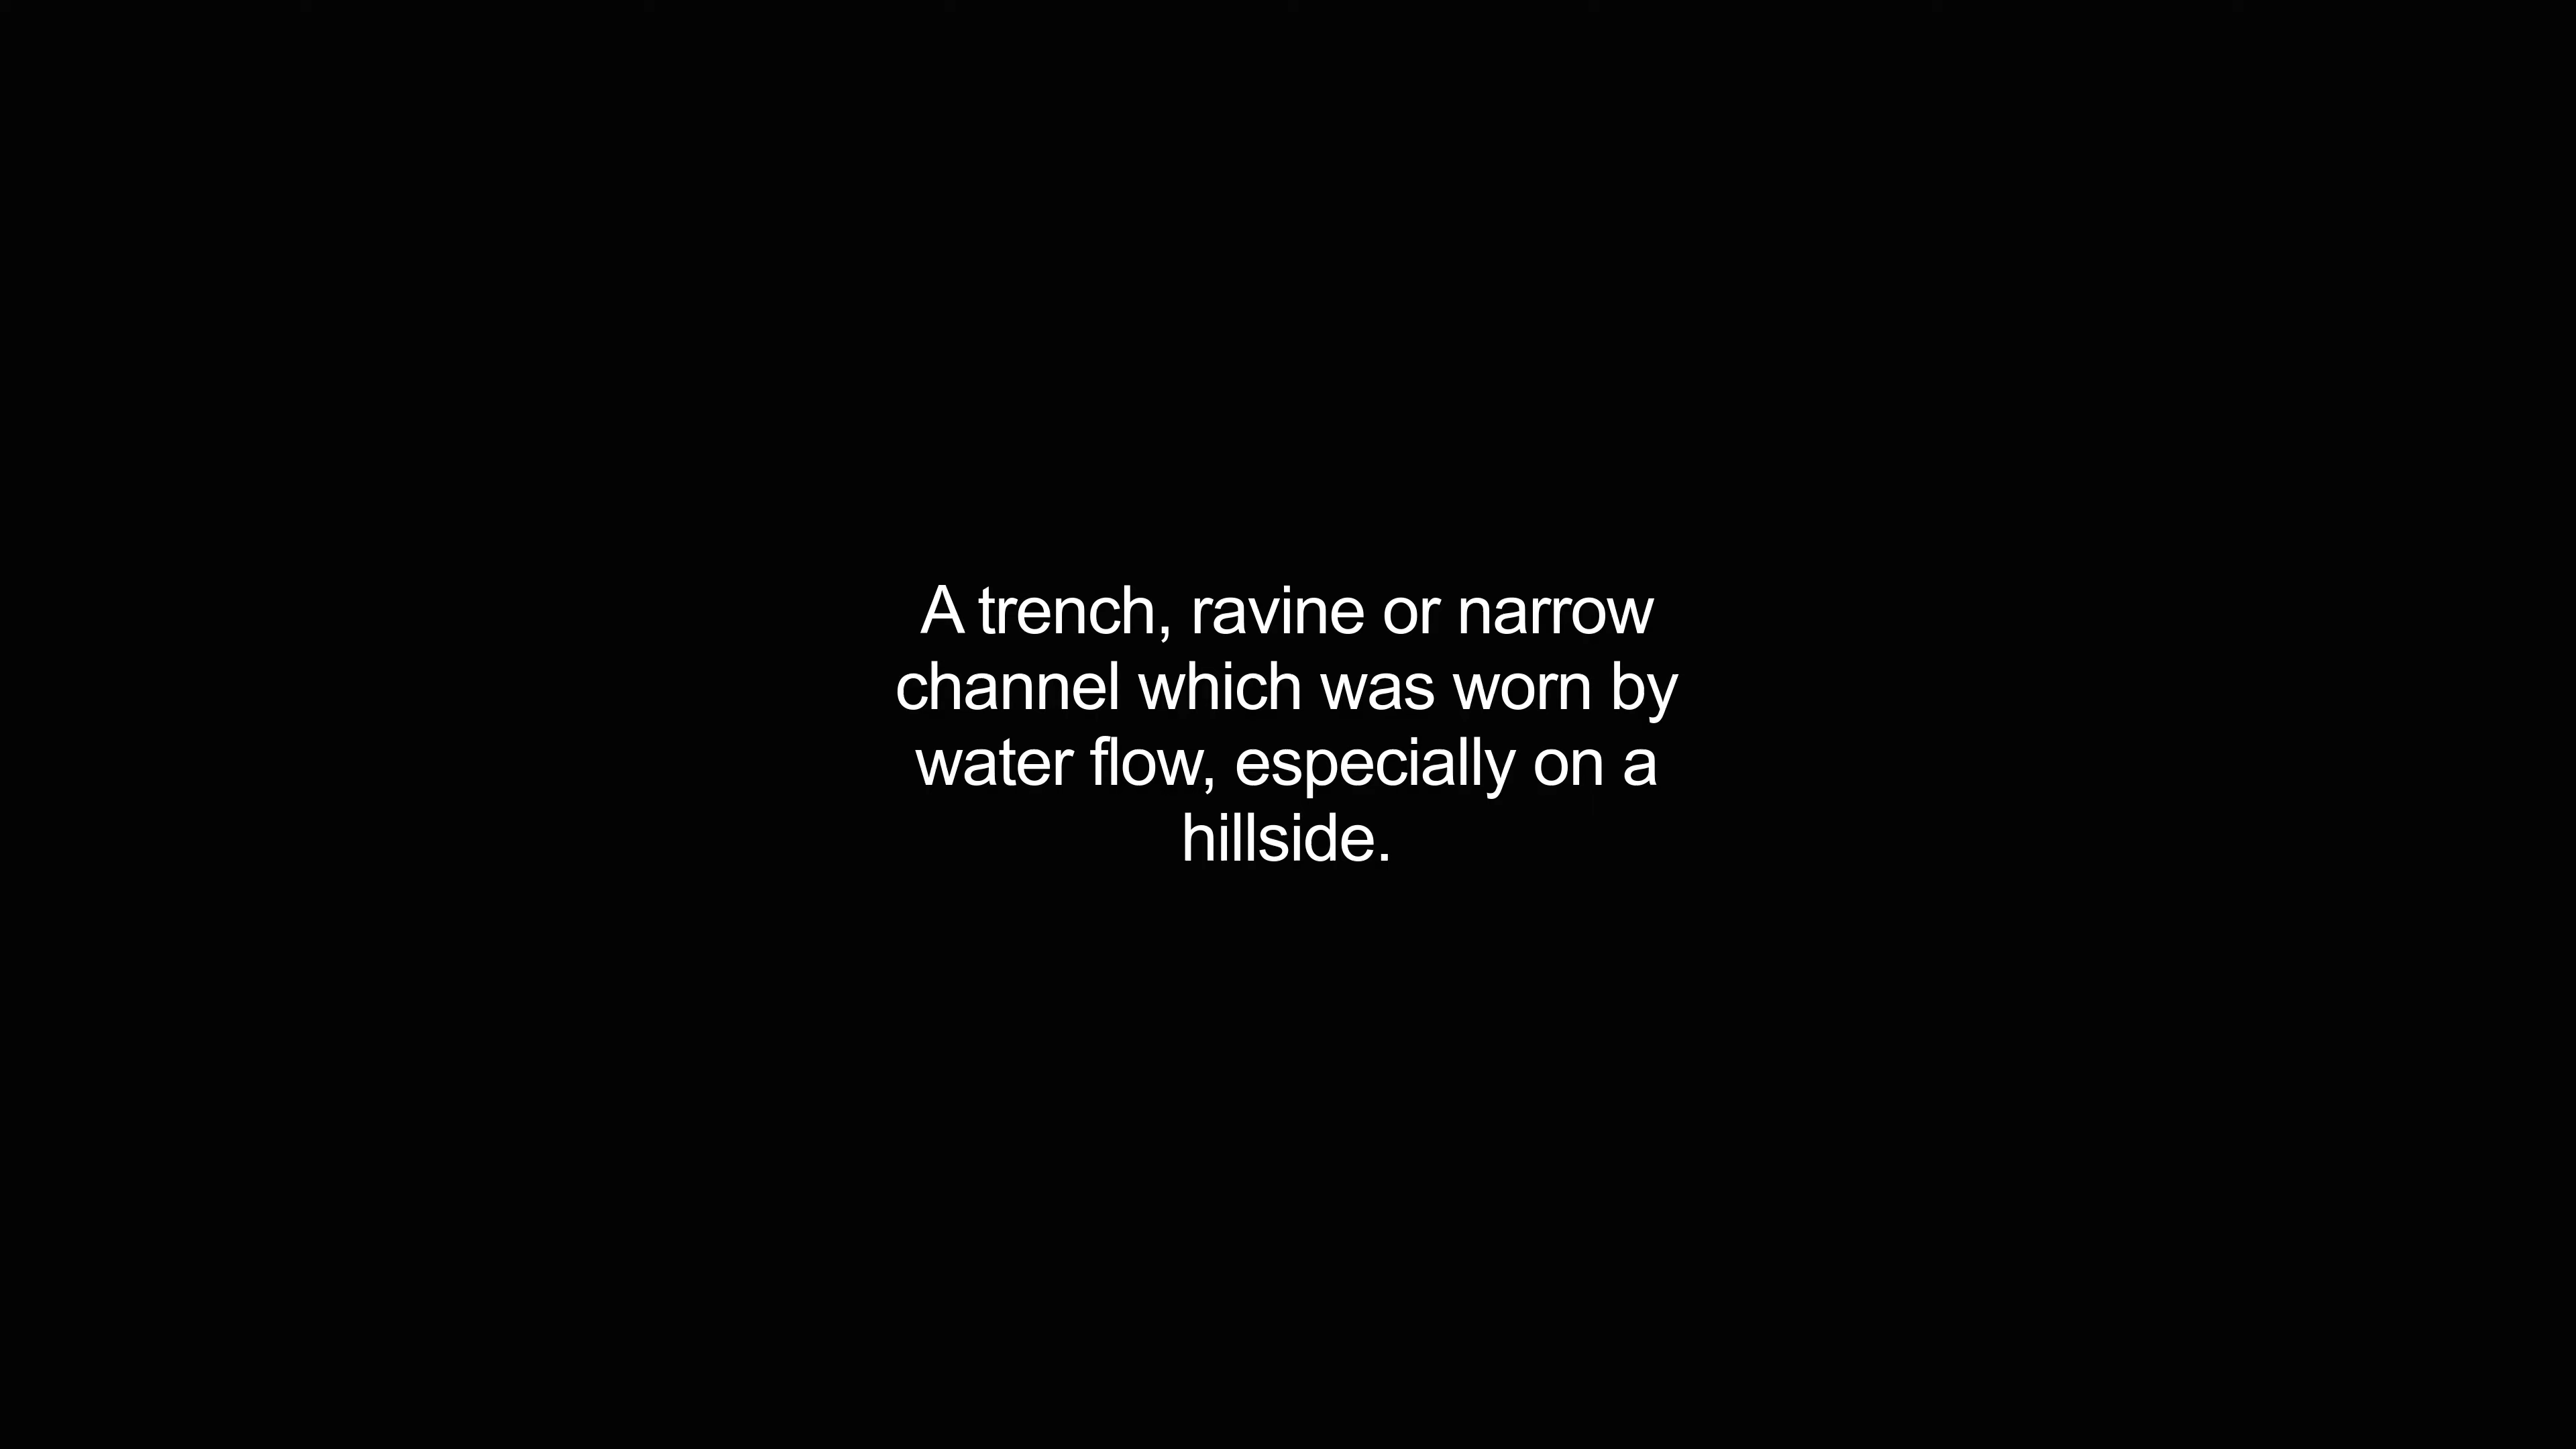 A trench, ravine or narrow
channel which was worn by
water flow, especially on a
hillside.